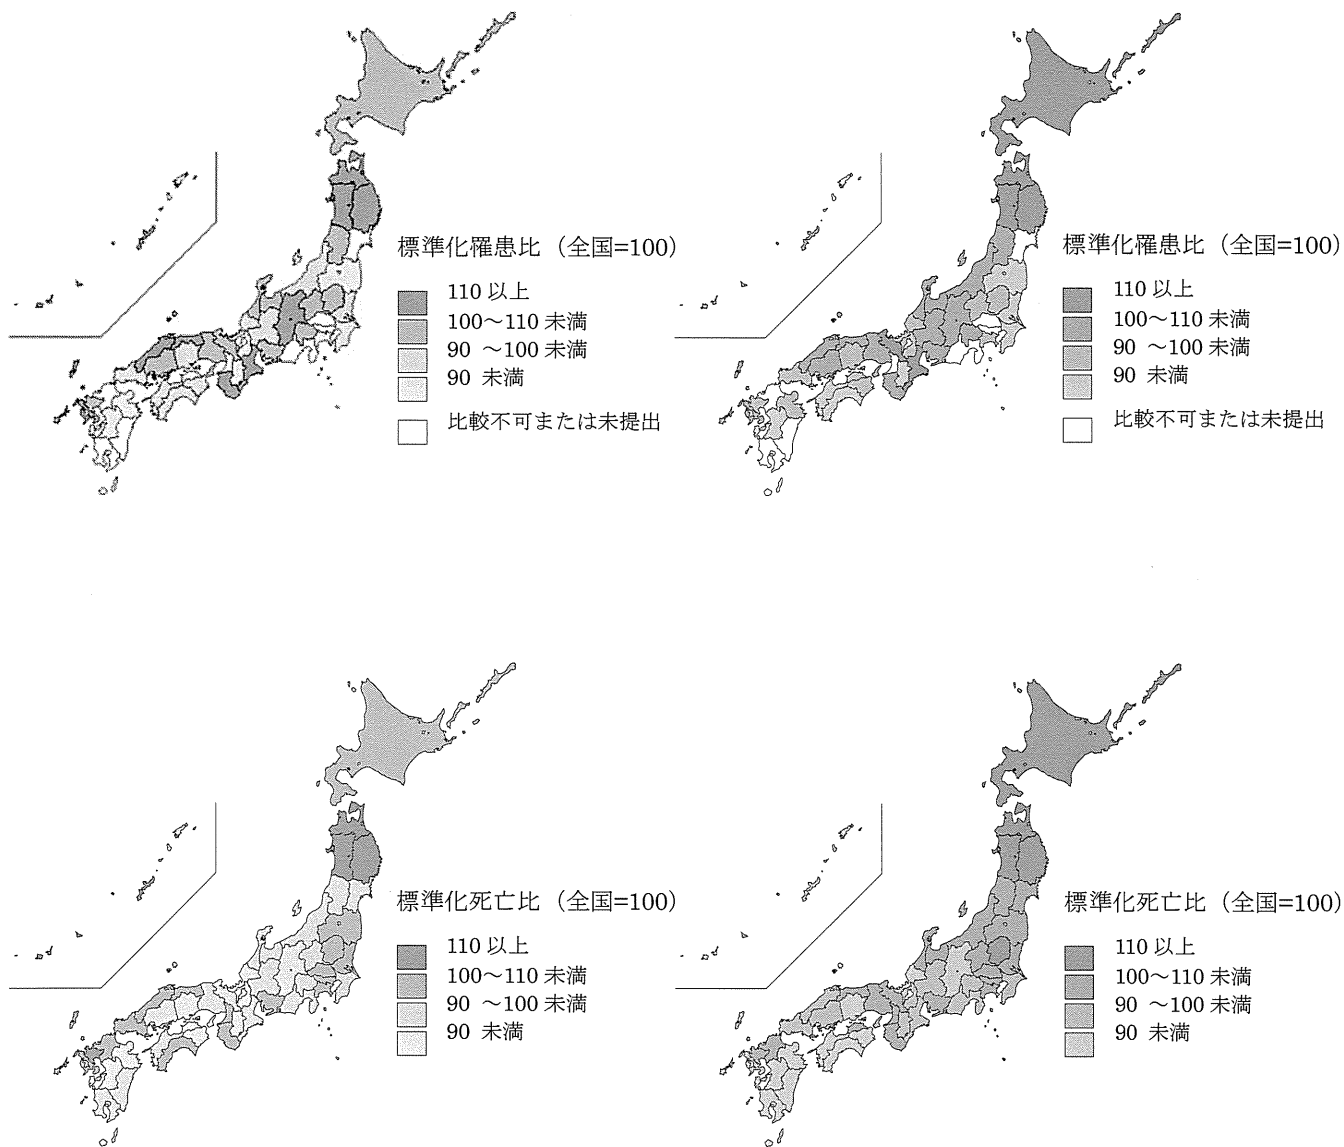 標準化罹患比（全国=100）
110 以上
100～110 未満
90 ～100 未満
90 未満
比較不可または未提出
標準化罹患比（全国=100）
110 以上
100～110 未満
90 ～100 未満
90 未満
比較不可または未提出
標準化死亡比（全国=100）
110 以上
100～110 未満
90 ～100 未満
90 未満
標準化死亡比（全国=100）
110 以上
100～110 未満
90 ～100 未満
90 未満